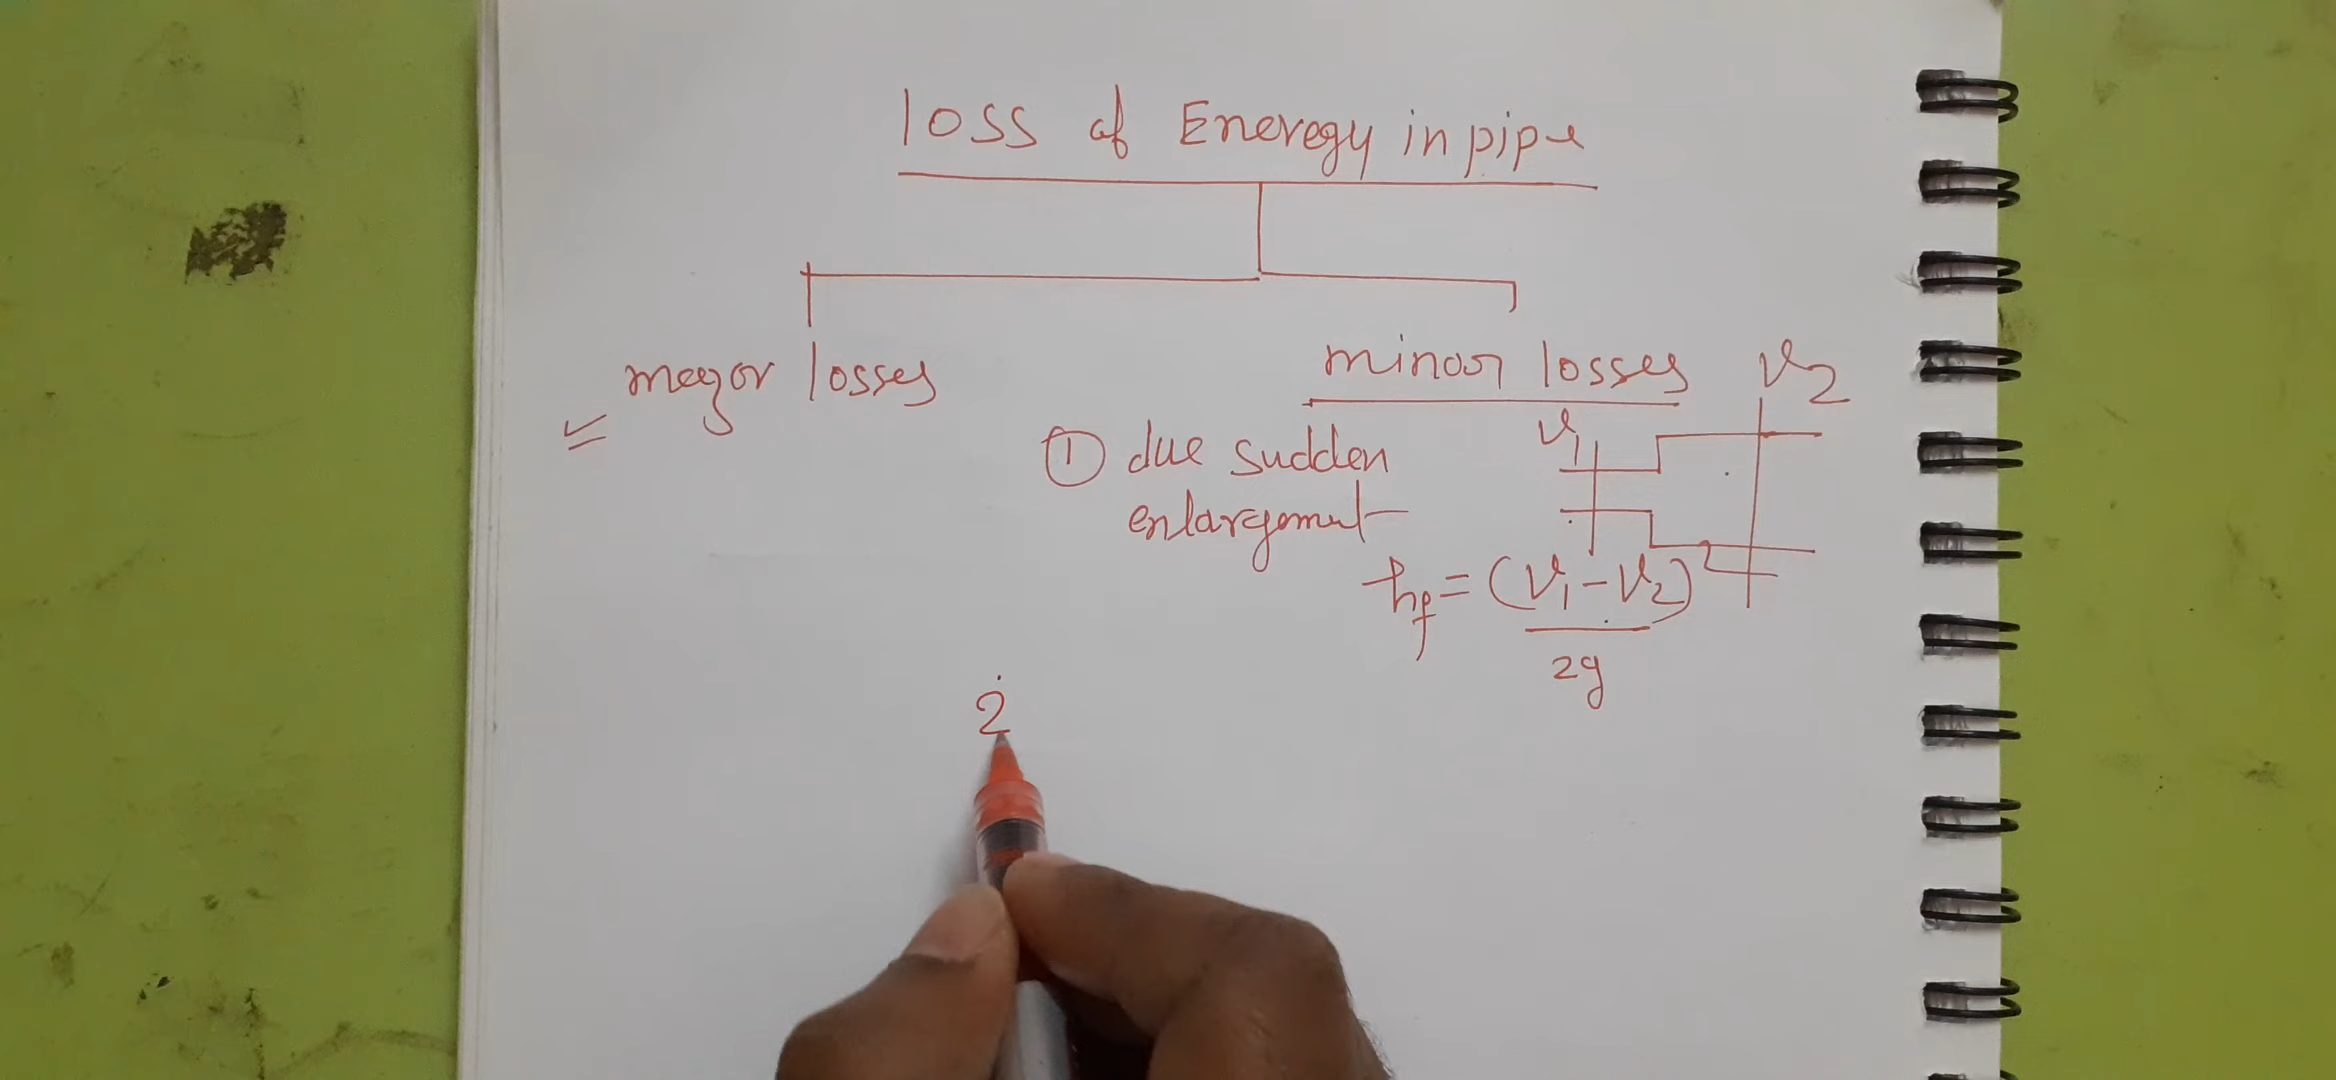 loss of Eneregy in pipe
major losses
minor losses
V2
V1
① due sudden
enlargement
hf = (V1 - V2)²
2g
2